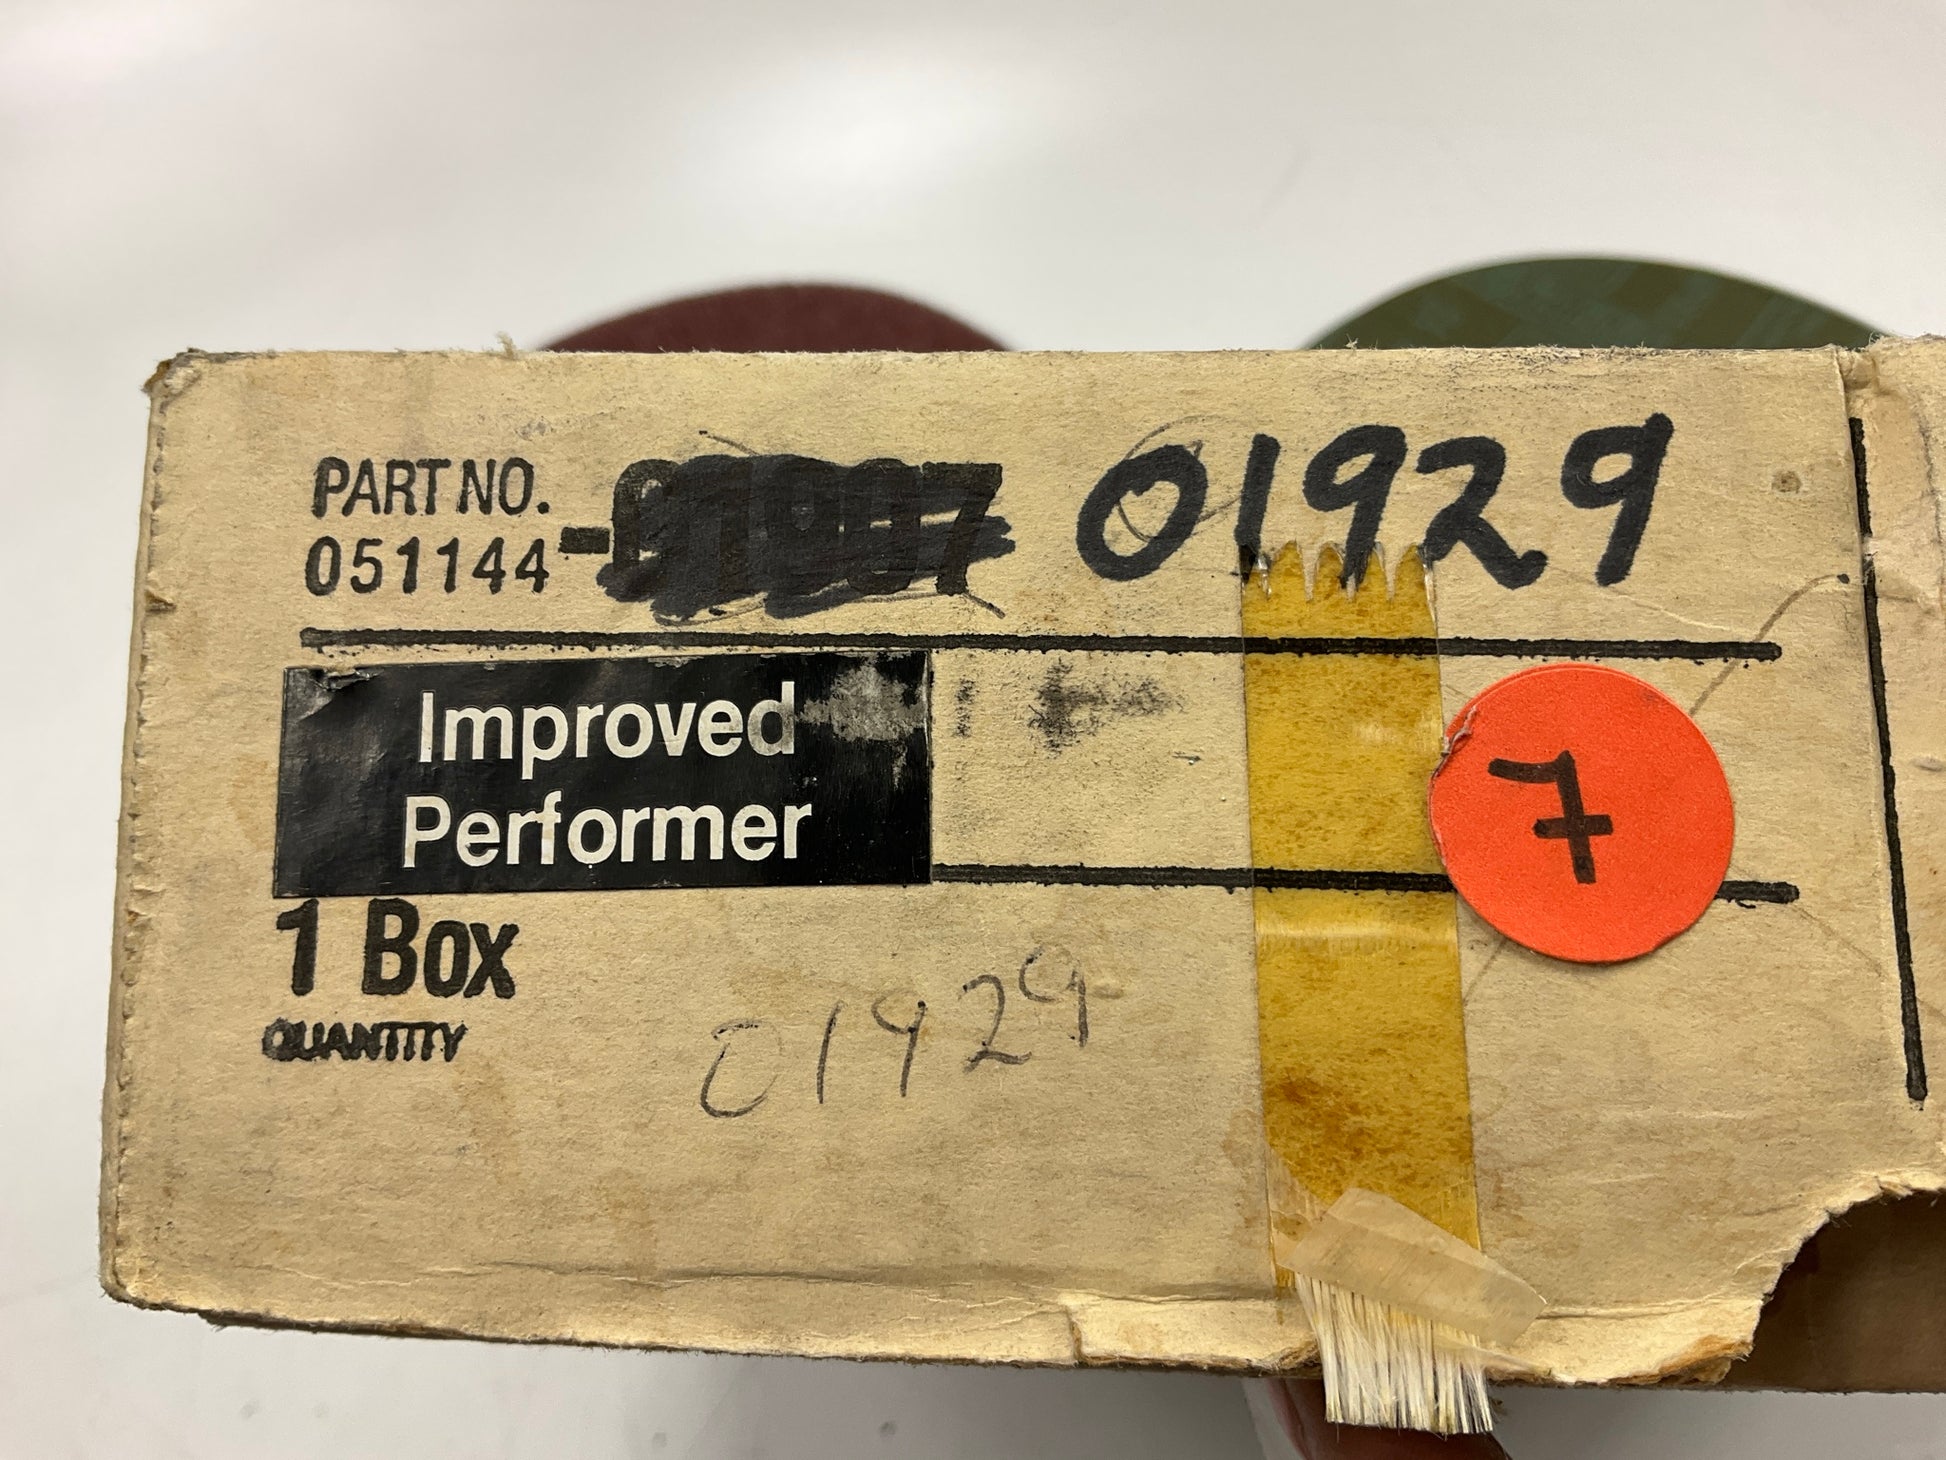 PART NO.
01929
051144-
Improved
Performer
1 Box
QUANTITY
01929
7